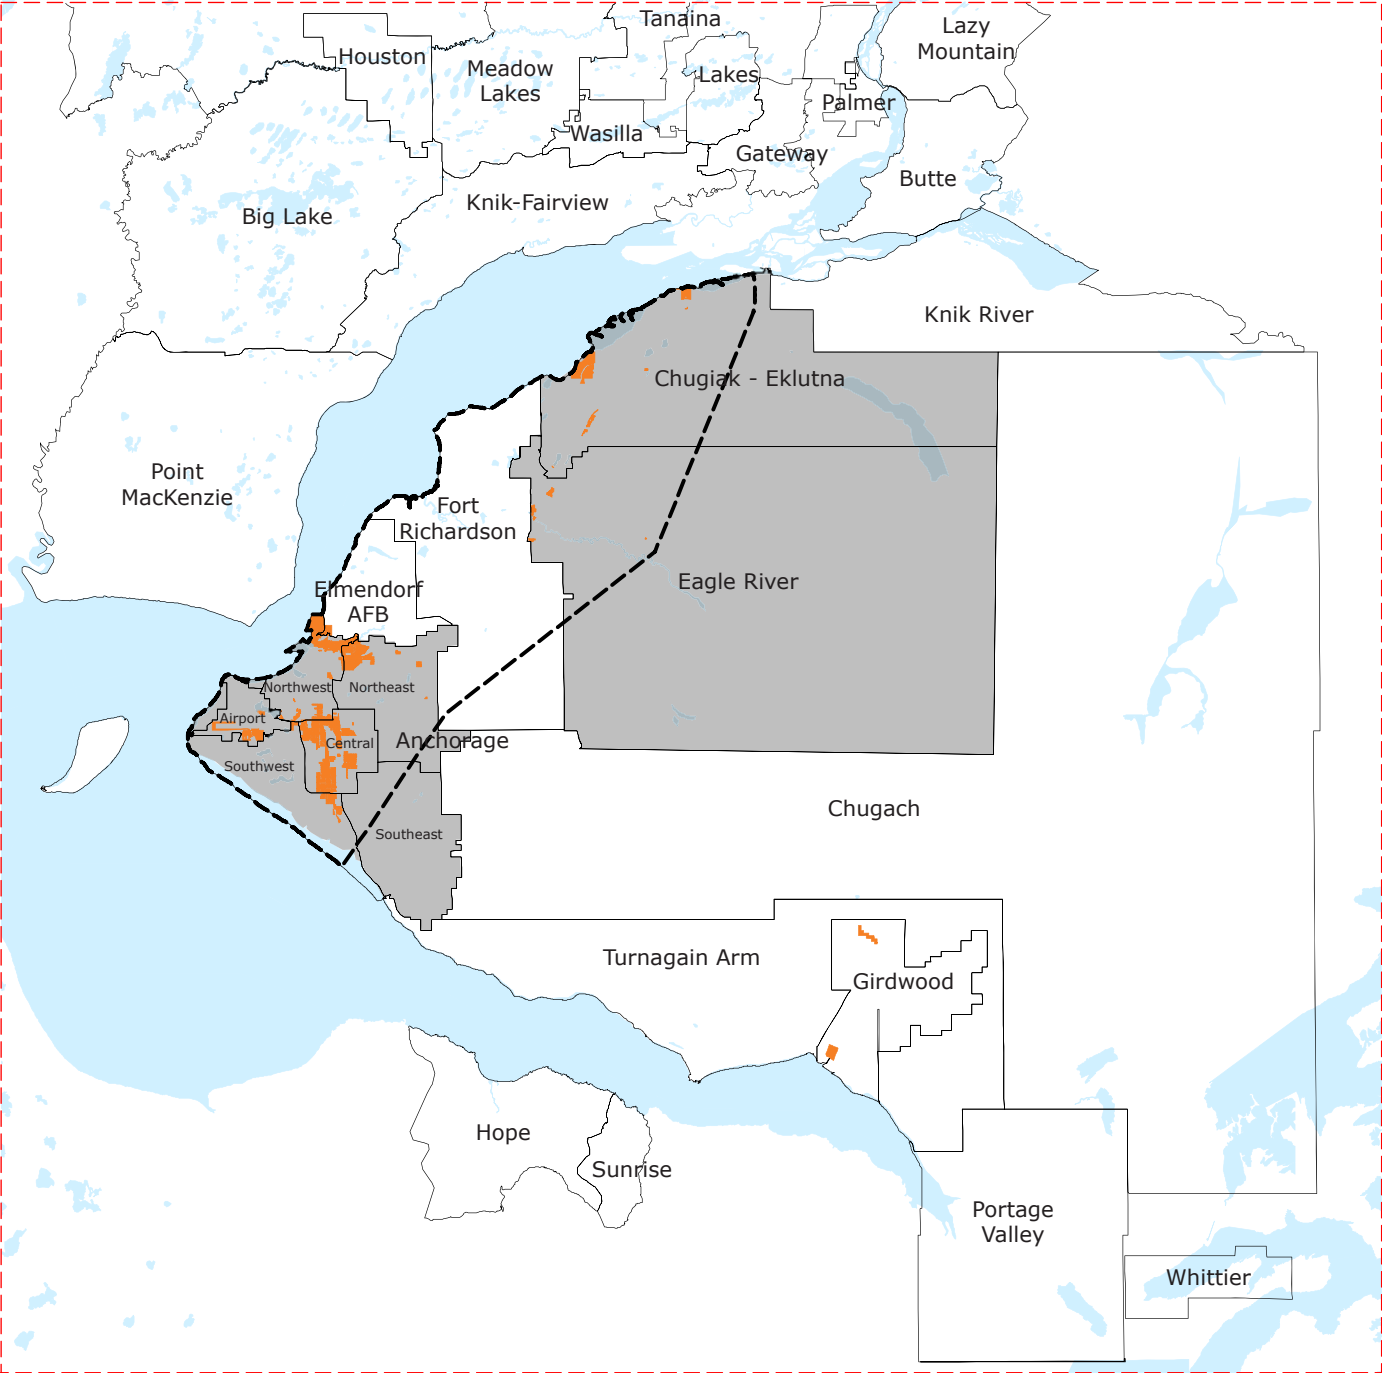 Tanaina
Lazy
Mountain
Houston
Meadow
Lakes
Lakes
Palmer
Wasilla
Gateway
Butte
Knik-Fairview
Big Lake
Knik River
Chugiak - Eklutna
Point
MacKenzie
Fort
Richardson
Eagle River
Elmendorf
AFB
Northwest
Northeast
Airport
Central
Anchorage
Southwest
Chugach
Southeast
Turnagain Arm
Girdwood
Hope
Sunrise
Portage
Valley
Whittier